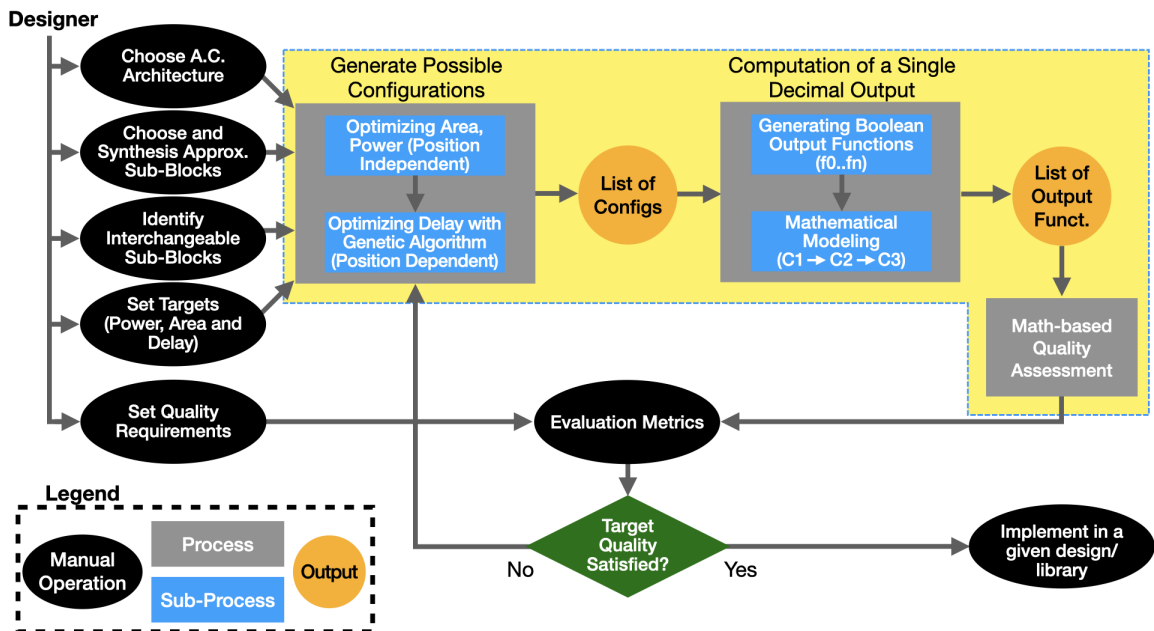 Designer
Choose A.C.
Architecture
Choose and
Synthesis Approx.
Sub-Blocks
Identify
Interchangeable
Sub-Blocks
Set Targets
(Power, Area and
Delay)
Set Quality
Requirements
Generate Possible
Configurations
Optimizing Area,
Power (Position
Independent)
Optimizing Delay with
Genetic Algorithm
(Position Dependent)
List of
Configs
Computation of a Single
Decimal Output
Generating Boolean
Output Functions
(f0..fn)
Mathematical
Modeling
(C1 → C2 → C3)
List of
Output
Funct.
Math-based
Quality
Assessment
Evaluation Metrics
Target
Quality
Satisfied?
No
Yes
Implement in a
given design/
library
Legend
Manual
Operation
Process
Sub-Process
Output